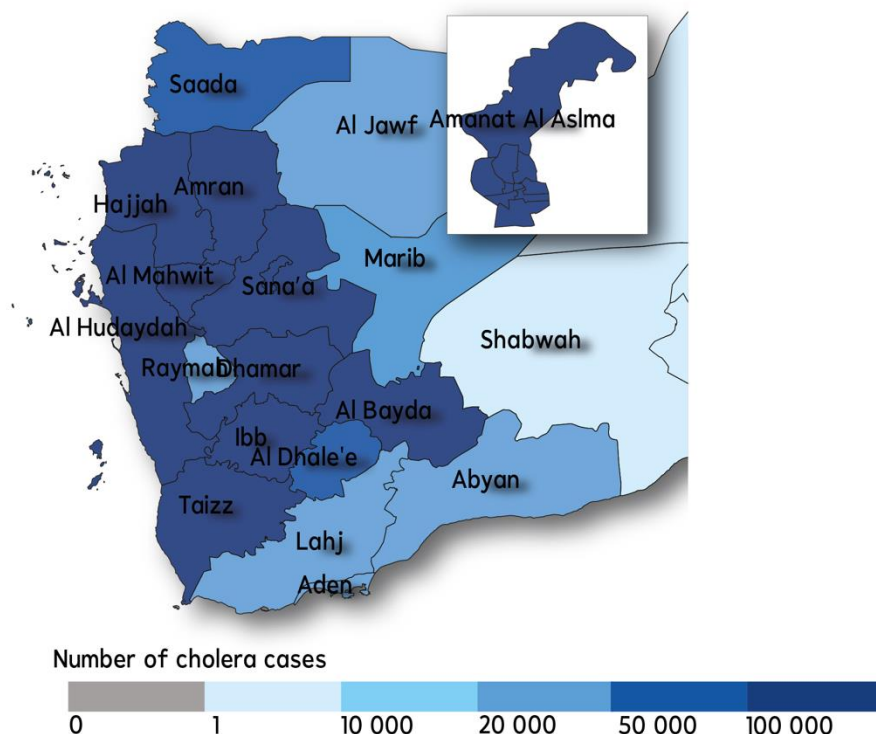 Saada
Al Jawf
Amanat Al Aslma
Amran
Hajjah
Marib
Al Mahwit
Sana'a
Al Hudaydah
Shabwah
Raymah
Dhamar
Al Bayda
Ibb
Al Dhale'e
Abyan
Taizz
Lahj
Aden
Number of cholera cases
0 1 10 000 20 000 50 000 100 000